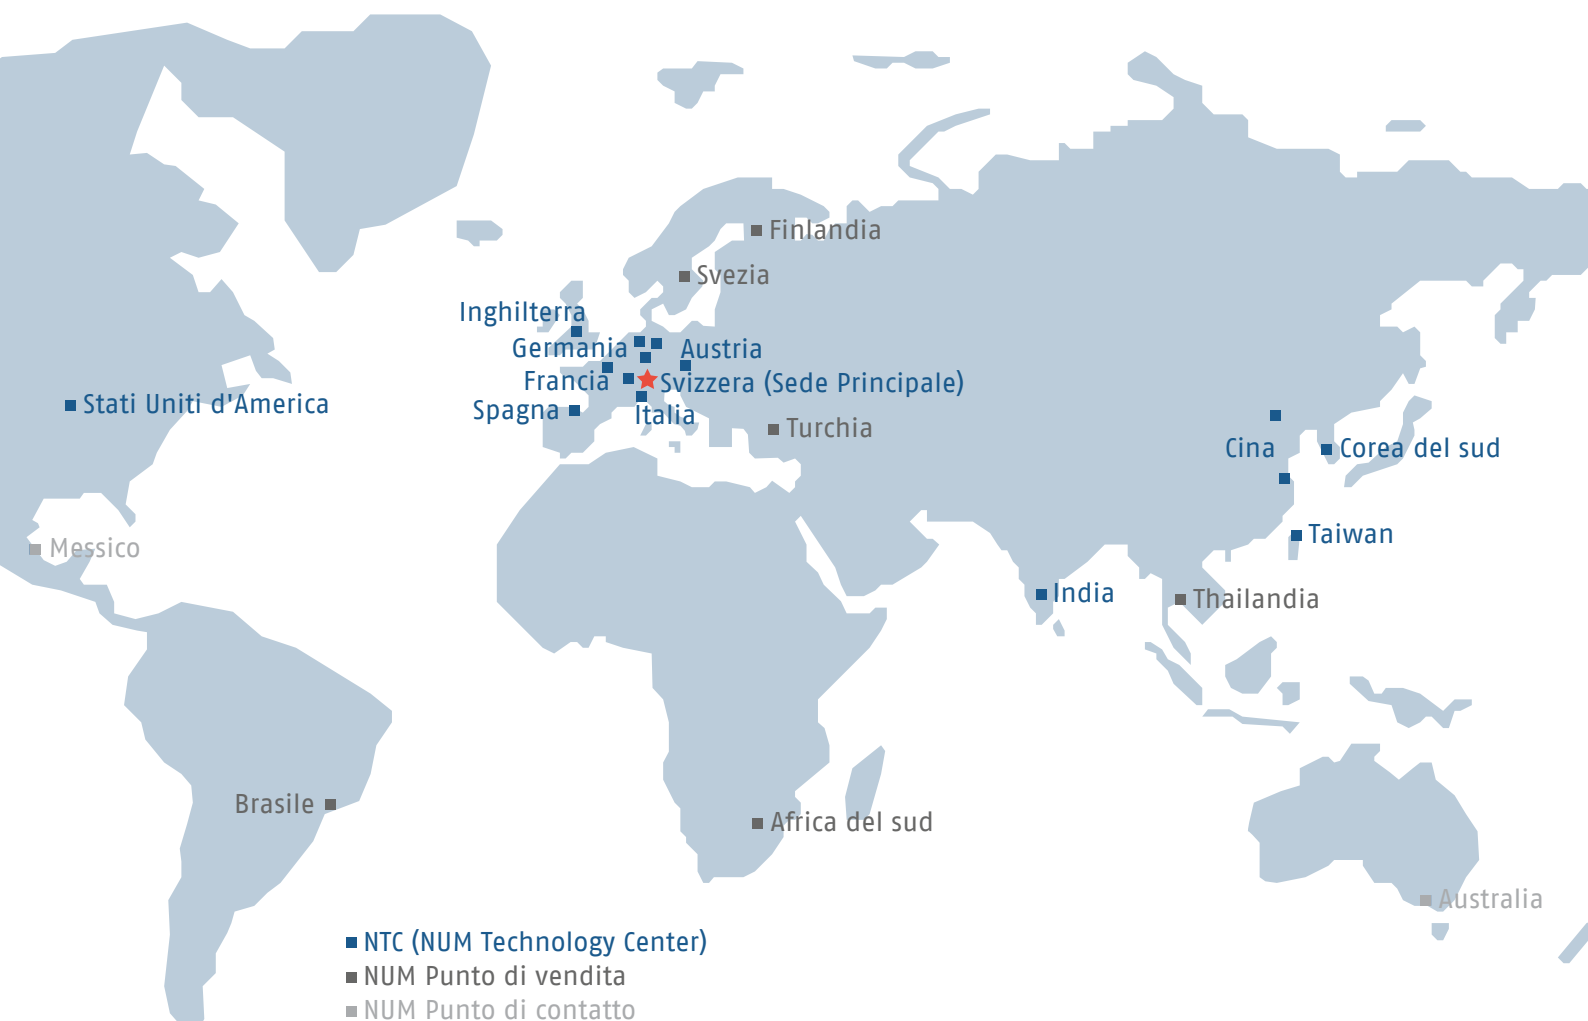 Finlandia
Svezia
Inghilterra
Germania
Austria
Francia
Svizzera (Sede Principale)
Stati Uniti d'America
Spagna
Italia
Turchia
Cina
Corea del sud
Taiwan
Messico
India
Thailandia
Brasile
Africa del sud
Australia
NTC (NUM Technology Center)
NUM Punto di vendita
NUM Punto di contatto